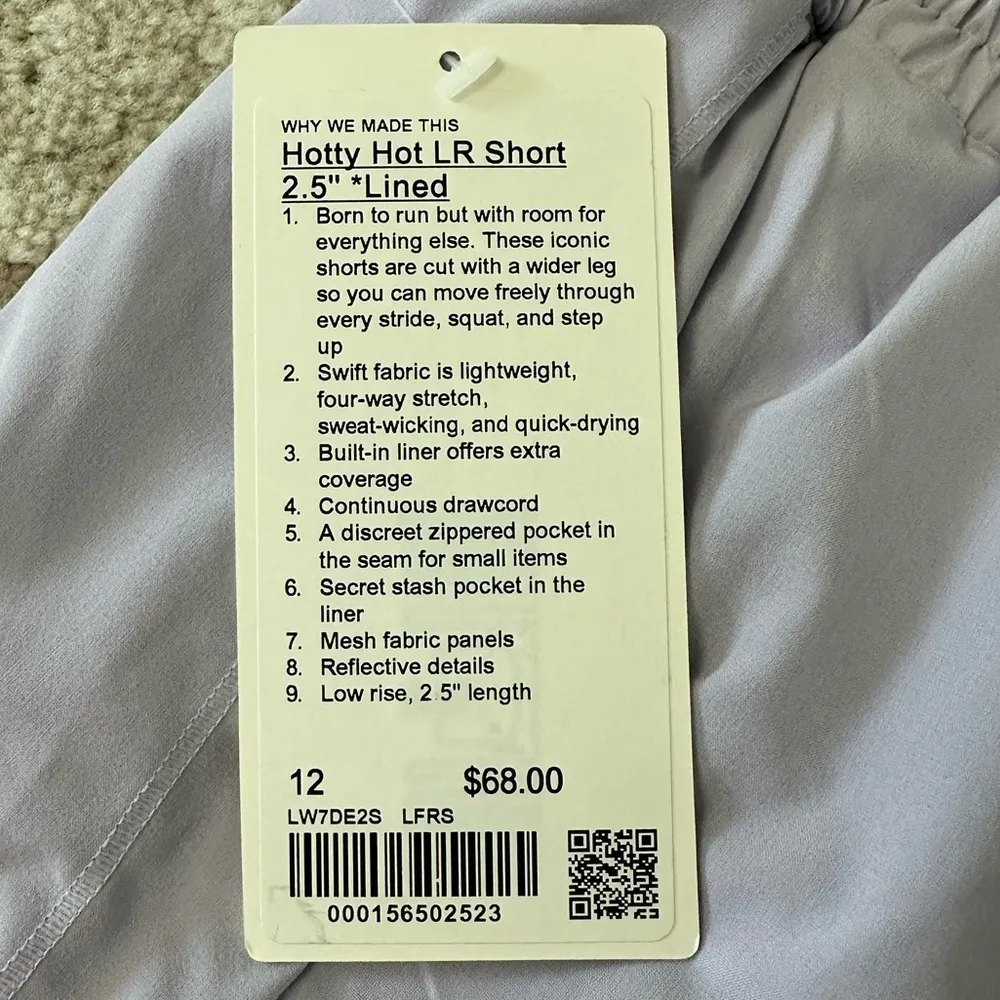 WHY WE MADE THIS
Hotty Hot LR Short
2.5" *Lined
1. Born to run but with room for
everything else. These iconic
shorts are cut with a wider leg
so you can move freely through
every stride, squat, and step
up
2. Swift fabric is lightweight,
four-way stretch,
sweat-wicking, and quick-drying
3. Built-in liner offers extra
coverage
4. Continuous drawcord
5. A discreet zippered pocket in
the seam for small items
6. Secret stash pocket in the
liner
7. Mesh fabric panels
8. Reflective details
9. Low rise, 2.5" length
12 $68.00
LW7DE2S LFRS
000156502523